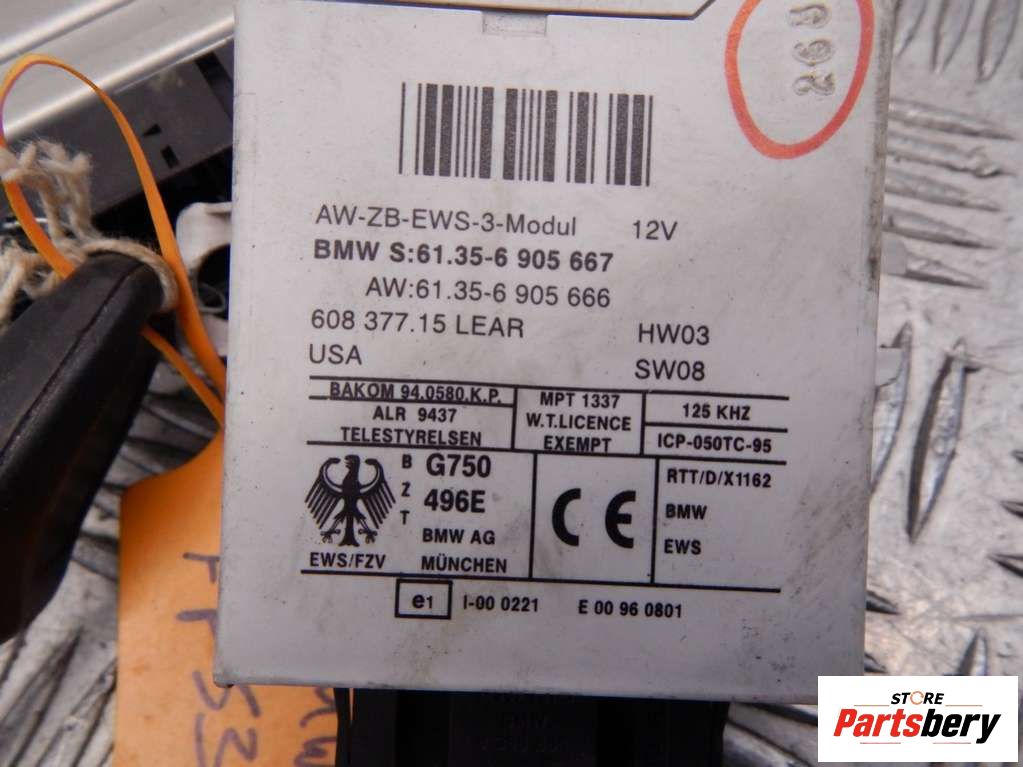 AW-ZB-EWS-3-Modul 12V
BMW S:61.35-6 905 667
AW:61.35-6 905 666
608 377.15 LEAR HW03
USA SW08
BAKOM 94.0580.K.P.
ALR 9437
TELESTYRELSEN
MPT 1337
W.T.LICENCE
EXEMPT
125 KHZ
ICP-050TC-95
BZT
G750
496E
BMW AG
MÜNCHEN
EWS/FZV
CE
RTT/D/X1162
BMW
EWS
e1 I-00 0221 E 00 96 0801
STORE
Partsbery